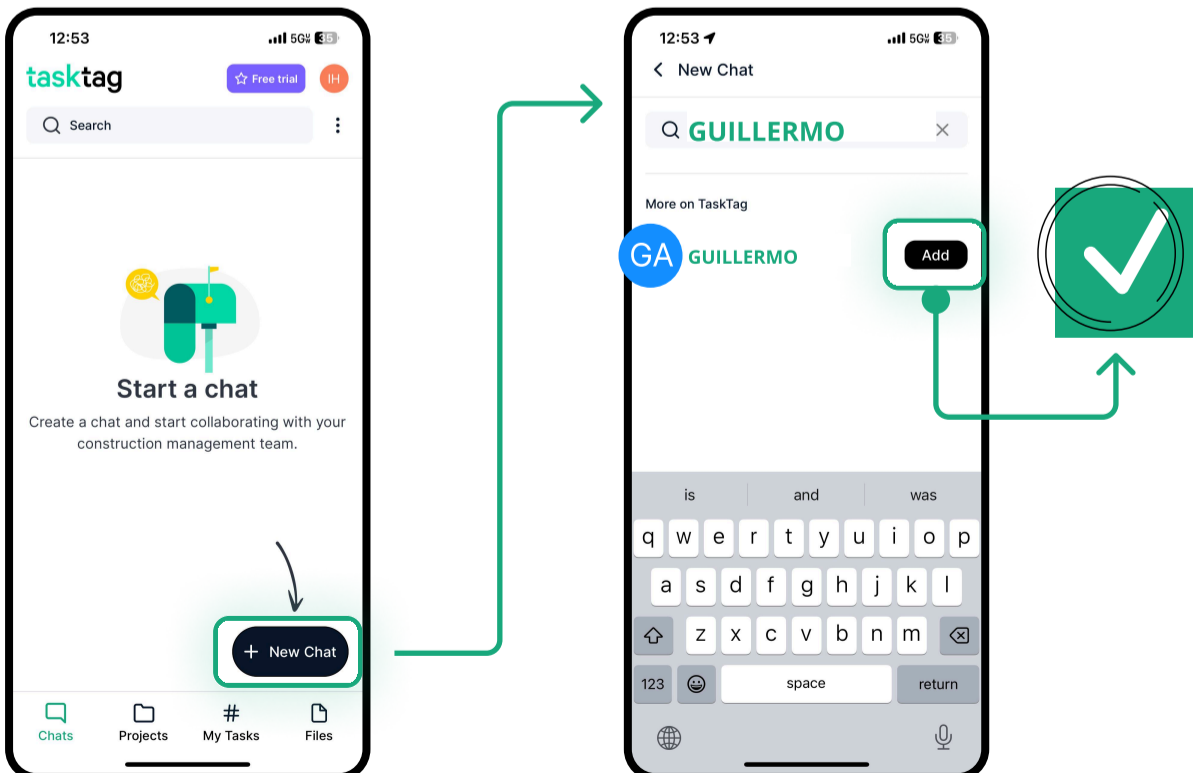 12:53
5G 35
tasktag
Free trial
IH
Search
Start a chat
Create a chat and start collaborating with your
construction management team.
+ New Chat
Chats
Projects
# My Tasks
Files
12:53
5G 35
New Chat
GUILLERMO
More on TaskTag
GA GUILLERMO
Add
is and was
q w e r t y u i o p
a s d f g h j k l
z x c v b n m
123 space return